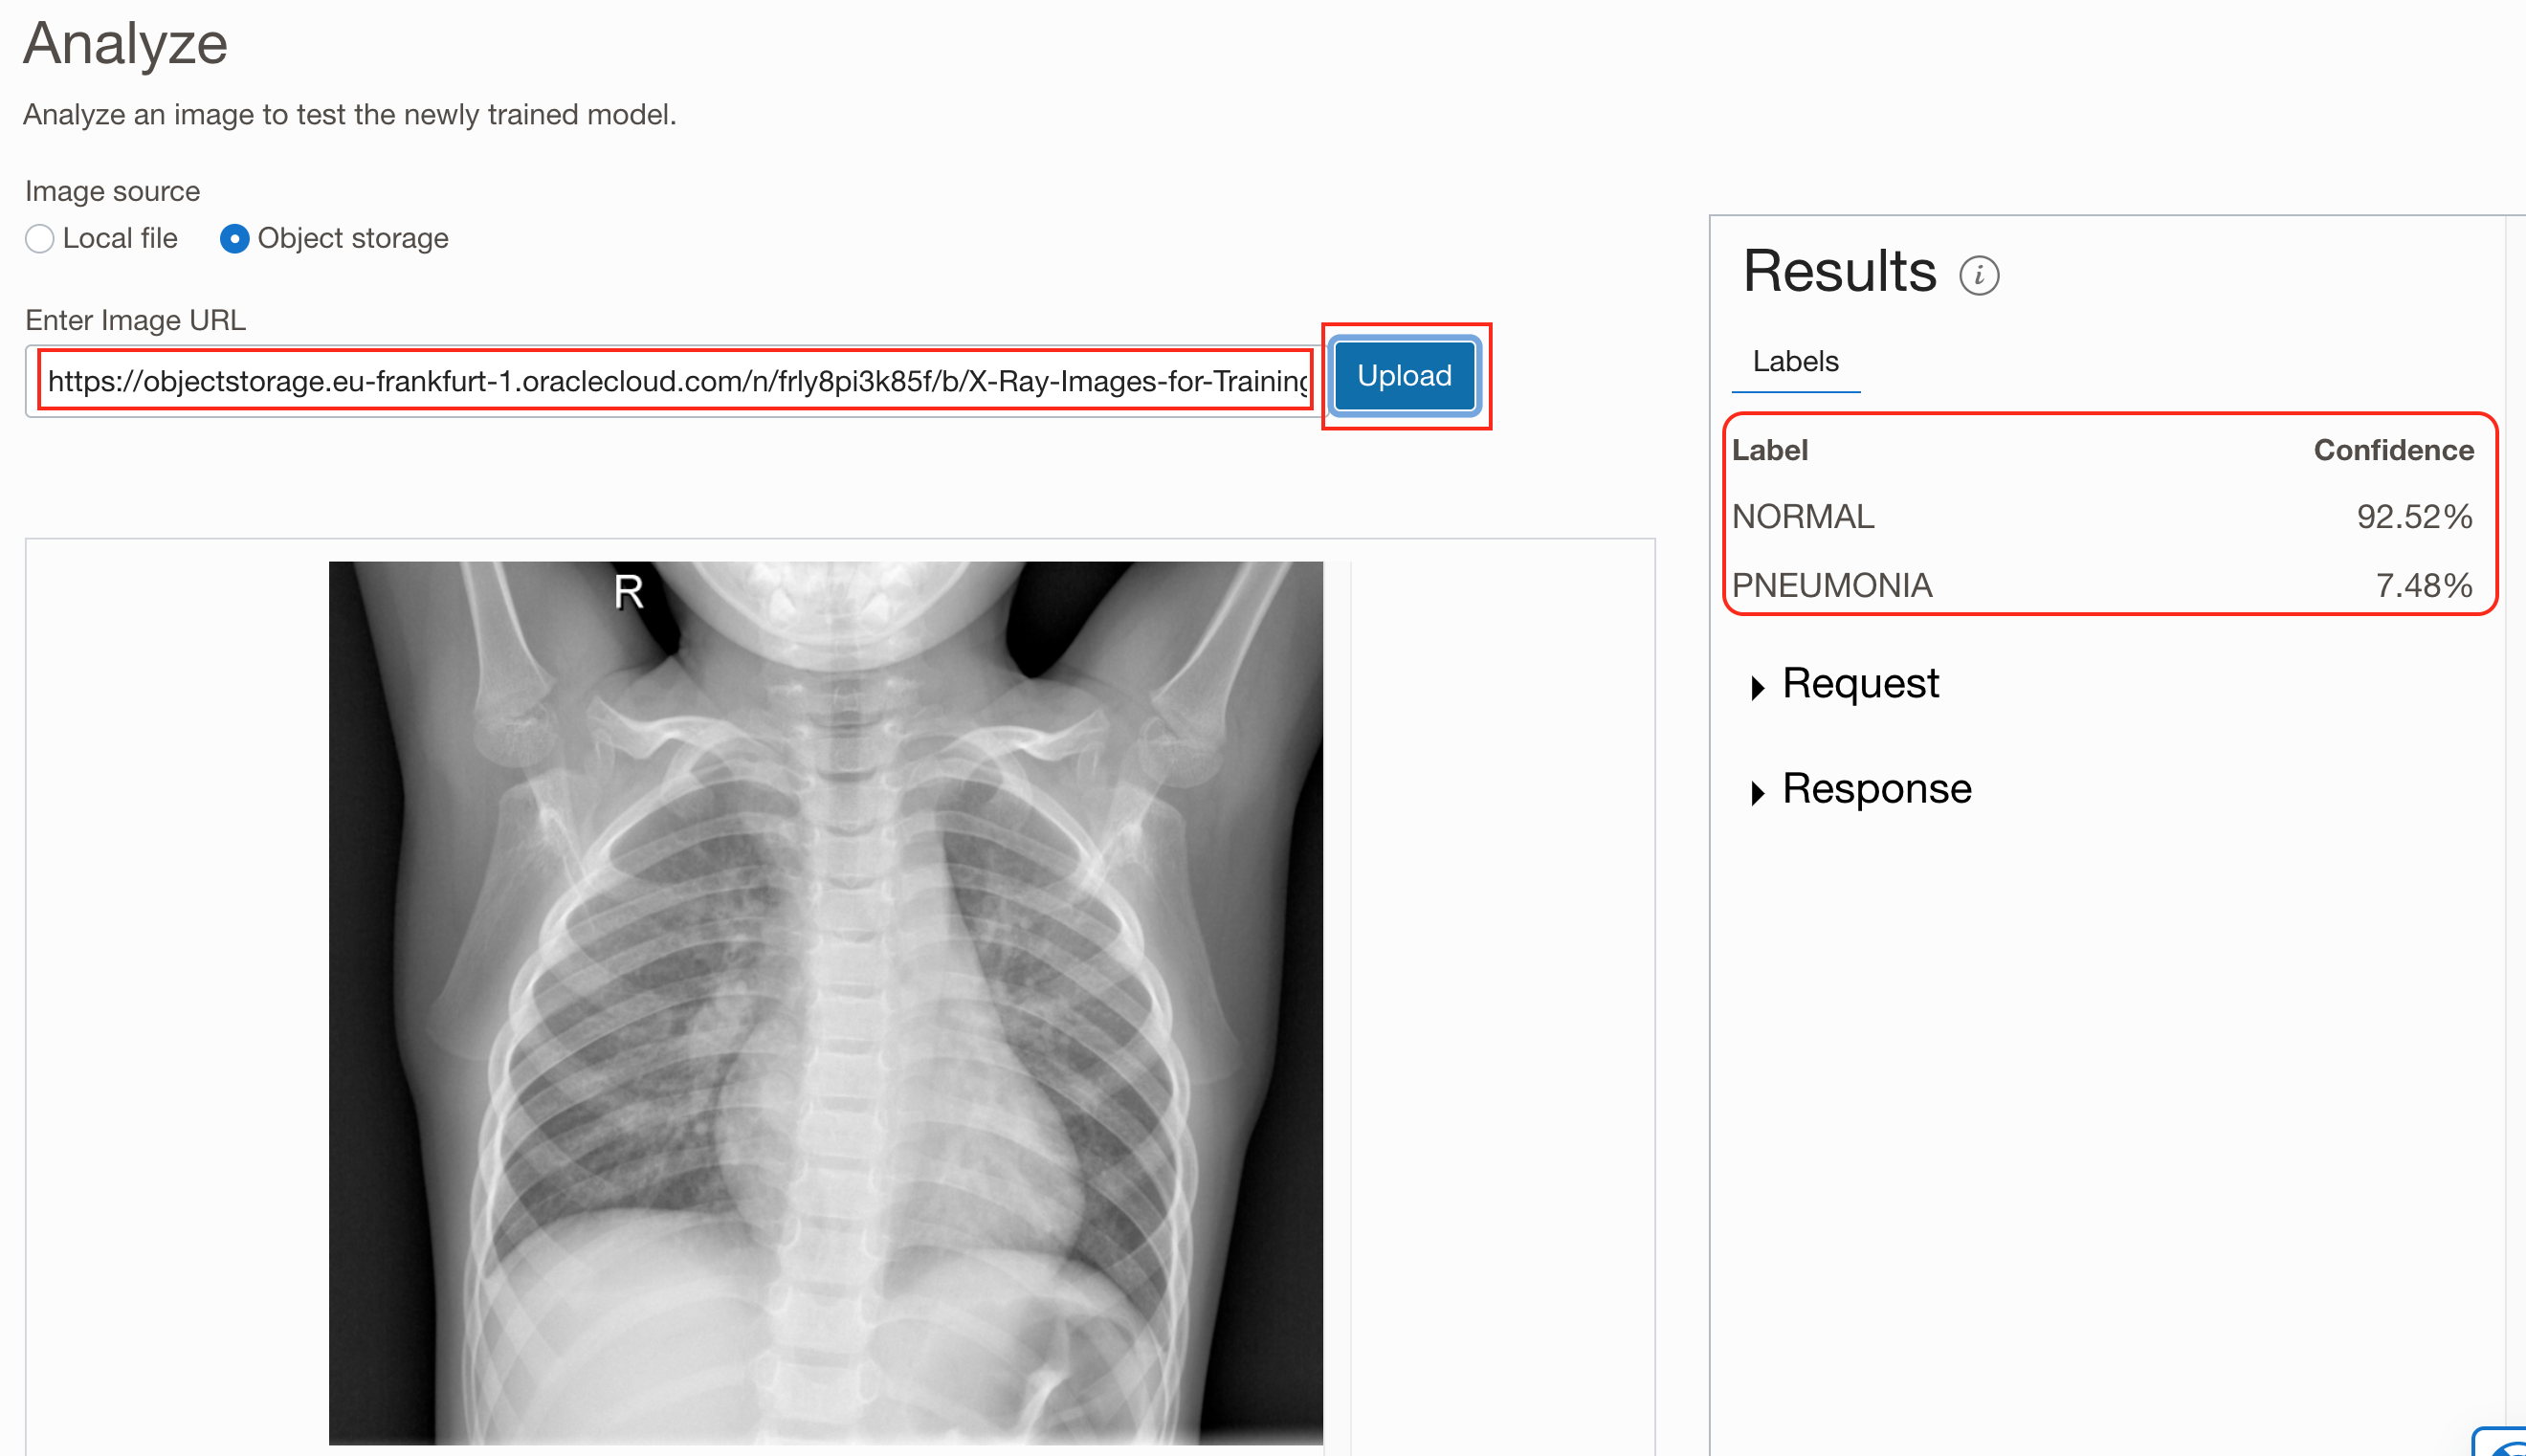 Analyze
Analyze an image to test the newly trained model.
Image source
Local file
Object storage
Enter Image URL
https://objectstorage.eu-frankfurt-1.oraclecloud.com/n/frly8pi3k85f/b/X-Ray-Images-for-Training
Upload
R
Results i
Labels
Label Confidence
NORMAL 92.52%
PNEUMONIA 7.48%
Request
Response